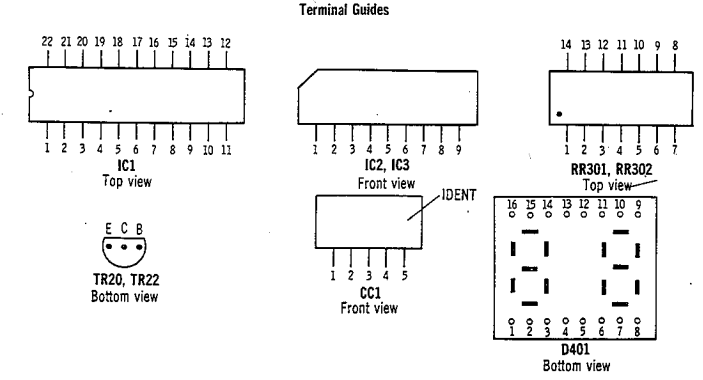 Terminal Guides
22 21 20 19 18 17 16 15 14 13 12
1 2 3 4 5 6 7 8 9 10 11
IC1
Top view
1 2 3 4 5 6 7 8 9
IC2, IC3
Front view
14 13 12 11 10 9 8
1 2 3 4 5 6 7
RR301, RR302
Top view
E C B
TR20, TR22
Bottom view
IDENT
1 2 3 4 5
CC1
Front view
16 15 14 13 12 11 10 9
1 2 3 4 5 6 7 8
D401
Bottom view